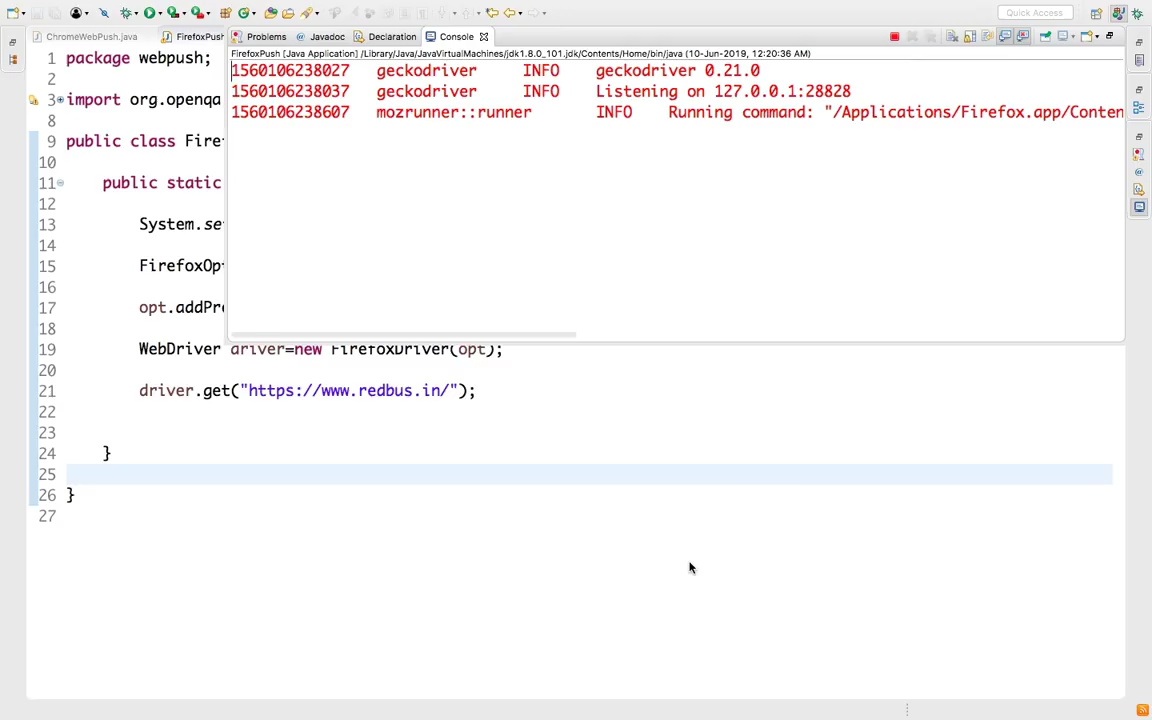 Quick Access
ChromeWebPush.java
FirefoxPush
Problems
@ Javadoc
Declaration
Console
FirefoxPush [Java Application] /Library/Java/JavaVirtualMachines/jdk1.8.0_101.jdk/Contents/Home/bin/java (10-Jun-2019, 12:20:36 AM)
1560106238027 geckodriver INFO geckodriver 0.21.0
1560106238037 geckodriver INFO Listening on 127.0.0.1:28828
1560106238607 mozrunner::runner INFO Running command: "/Applications/Firefox.app/Conten
1 package webpush;
2
3 import org.openqa
8
9 public class Firef
10
11 public static
12
13 System.set
14
15 FirefoxOpt
16
17 opt.addPre
18
19 WebDriver driver=new FirefoxDriver(opt);
20
21 driver.get("https://www.redbus.in/");
22
23
24 }
25
26 }
27